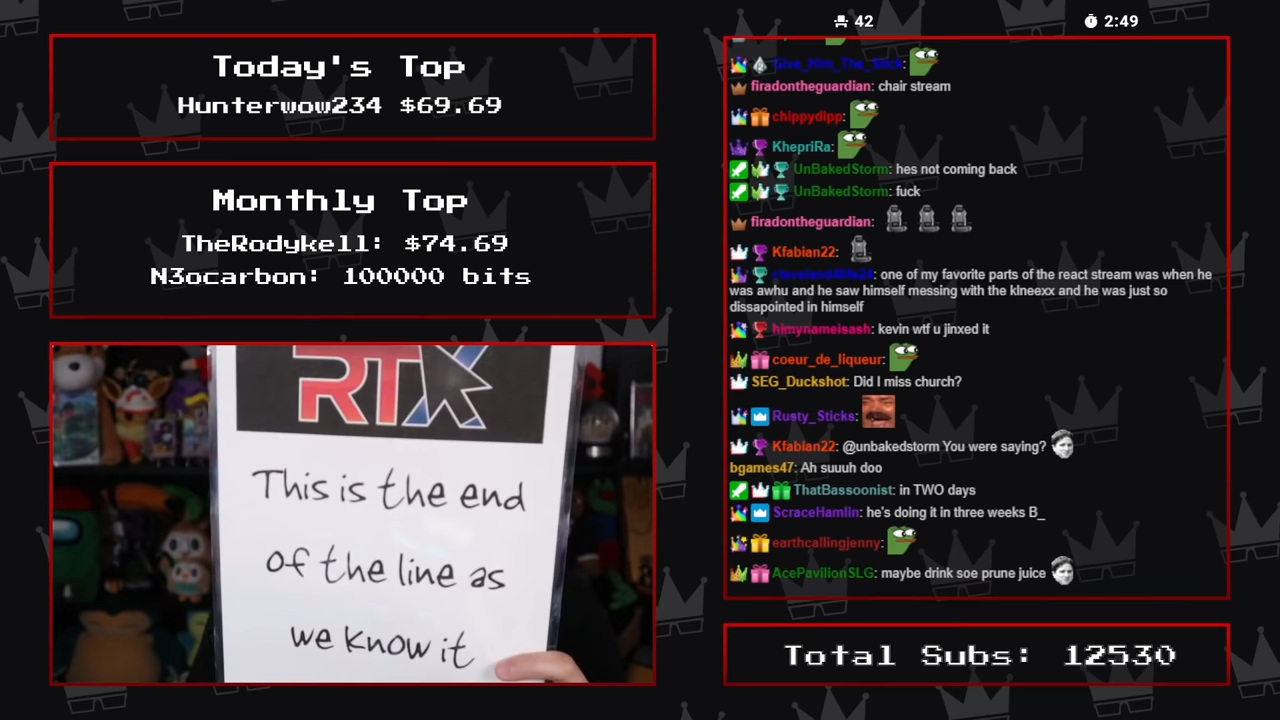 42
2:49
Today's Top
Hunterwow234 $69.69
Monthly Top
TheRodykell: $74.69
N3ocarbon: 100000 bits
RTX
This is the end
of the line as
we know it
Give_Him_The_Stick:
firadontheguardian: chair stream
chippydipp:
KhepriRa:
UnBakedStorm: hes not coming back
UnBakedStorm: fuck
firadontheguardian:
Kfabian22:
: one of my favorite parts of the react stream was when he
was awhu and he saw himself messing with the klneexx and he was just so
dissapointed in himself
himynameisash: kevin wtf u jinxed it
coeur_de_liqueur:
SEG_Duckshot: Did I miss church?
Rusty_Sticks:
Kfabian22: @unbakedstorm You were saying?
bgames47: Ah suuuh doo
ThatBassoonist: in TWO days
ScraceHamlin: he's doing it in three weeks B_
earthcallingjenny:
AcePavilionSLG: maybe drink soe prune juice
Total Subs: 12530